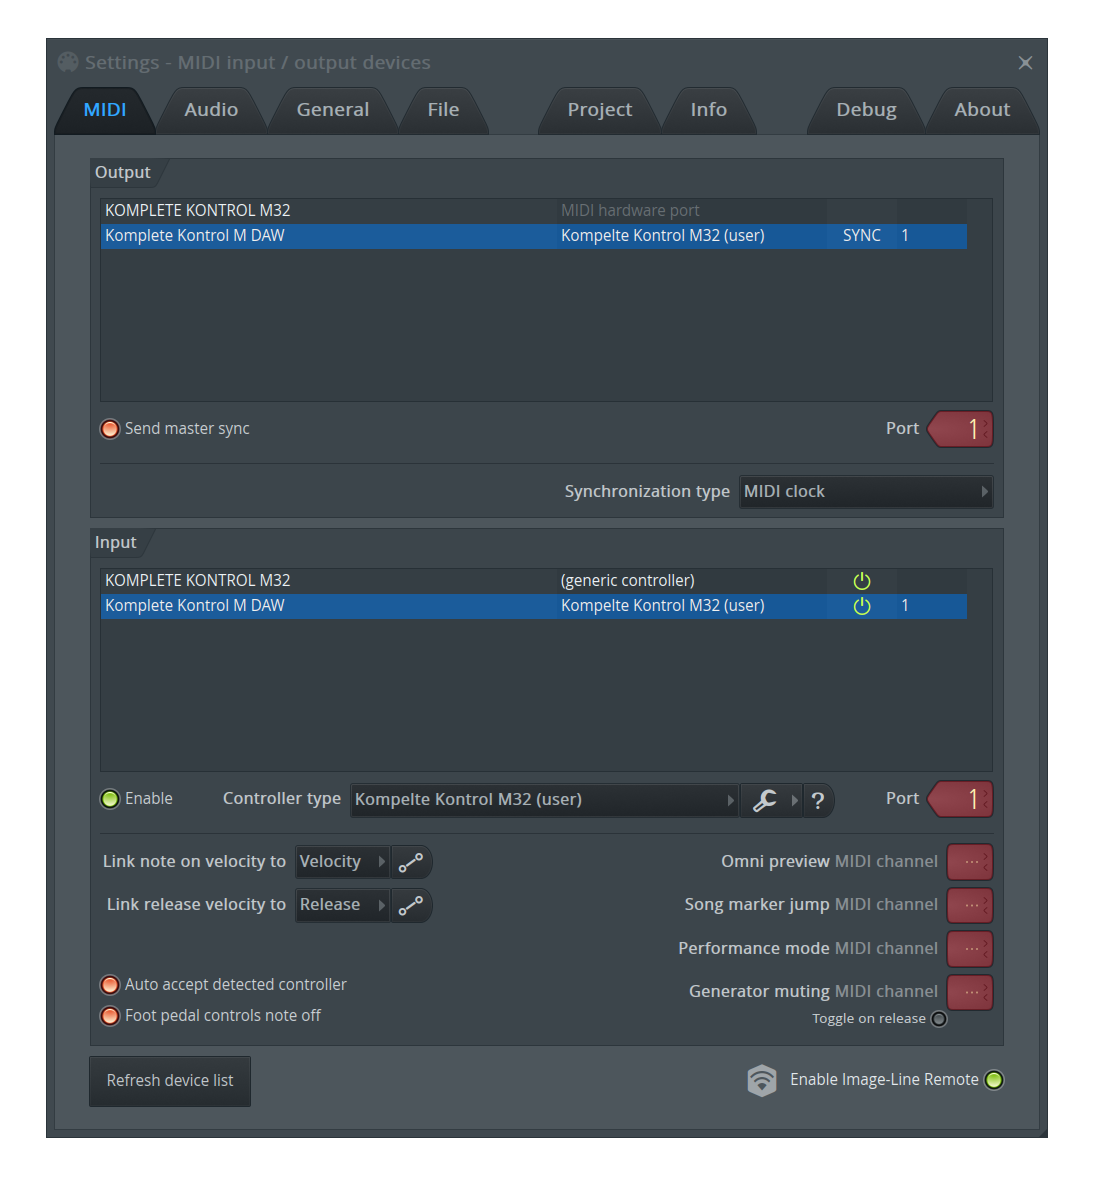 Settings - MIDI input / output devices
MIDI Audio General File Project Info Debug About
Output
KOMPLETE KONTROL M32 MIDI hardware port
Komplete Kontrol M DAW Kompelte Kontrol M32 (user) SYNC 1
Send master sync Port 1
Synchronization type MIDI clock
Input
KOMPLETE KONTROL M32 (generic controller)
Komplete Kontrol M DAW Kompelte Kontrol M32 (user) 1
Enable Controller type Kompelte Kontrol M32 (user) ? Port 1
Link note on velocity to Velocity Omni preview MIDI channel ...
Link release velocity to Release Song marker jump MIDI channel ...
Performance mode MIDI channel ...
Auto accept detected controller Generator muting MIDI channel ...
Foot pedal controls note off Toggle on release
Refresh device list Enable Image-Line Remote